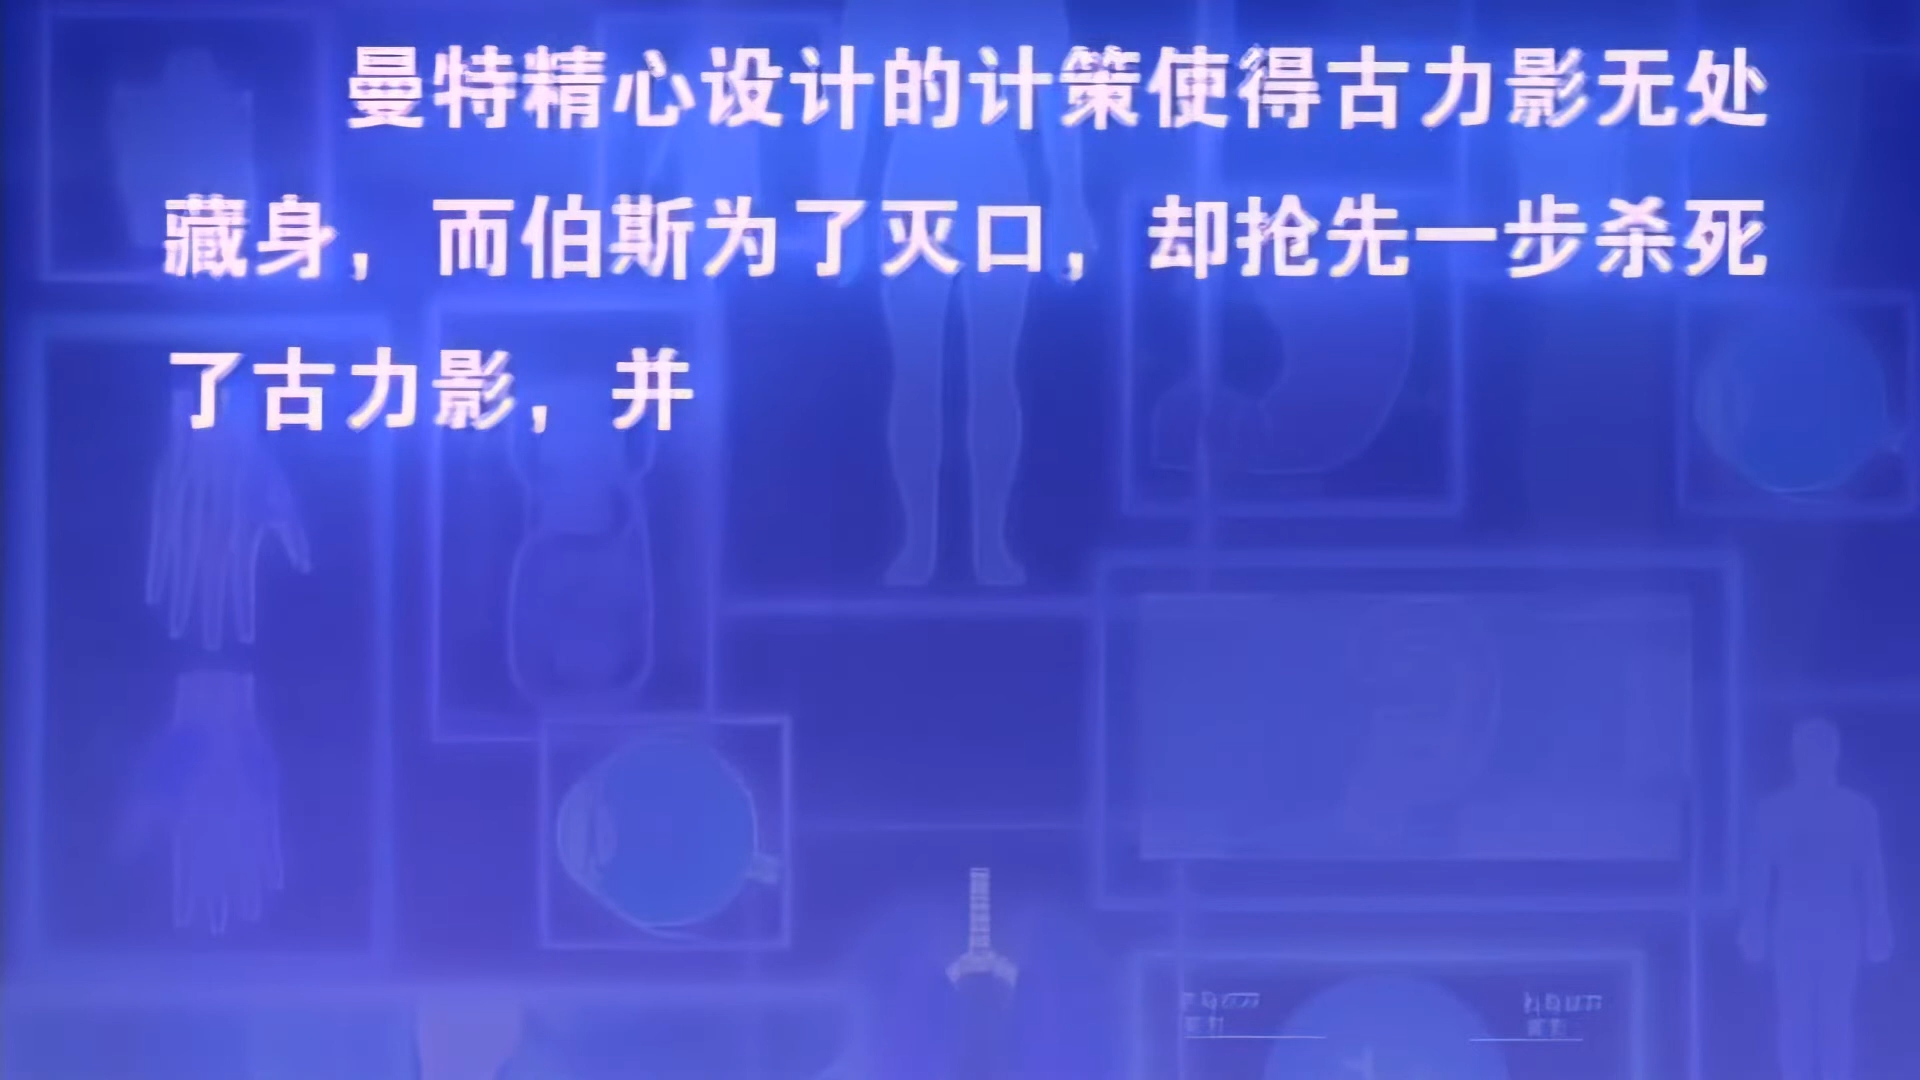 曼特精心设计的计策使得古力影无处
藏身，而伯斯为了灭口，却抢先一步杀死
了古力影，并